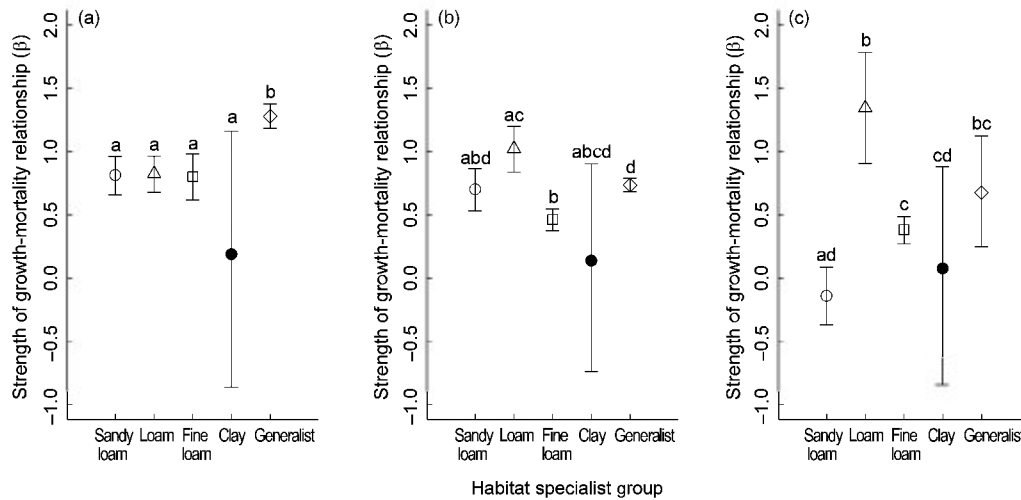 (a)
Strength of growth-mortality relationship (β)
2.0
1.5
1.0
0.5
0.0
−0.5
−1.0
a a a a b
Sandy loam
Loam
Fine loam
Clay
Generalist
(b)
Strength of growth-mortality relationship (β)
2.0
1.5
1.0
0.5
0.0
−0.5
−1.0
abd ac b abcd d
Sandy loam
Loam
Fine loam
Clay
Generalist
(c)
Strength of growth-mortality relationship (β)
2.0
1.5
1.0
0.5
0.0
−0.5
−1.0
ad b c cd bc
Sandy loam
Loam
Fine loam
Clay
Generalist
Habitat specialist group